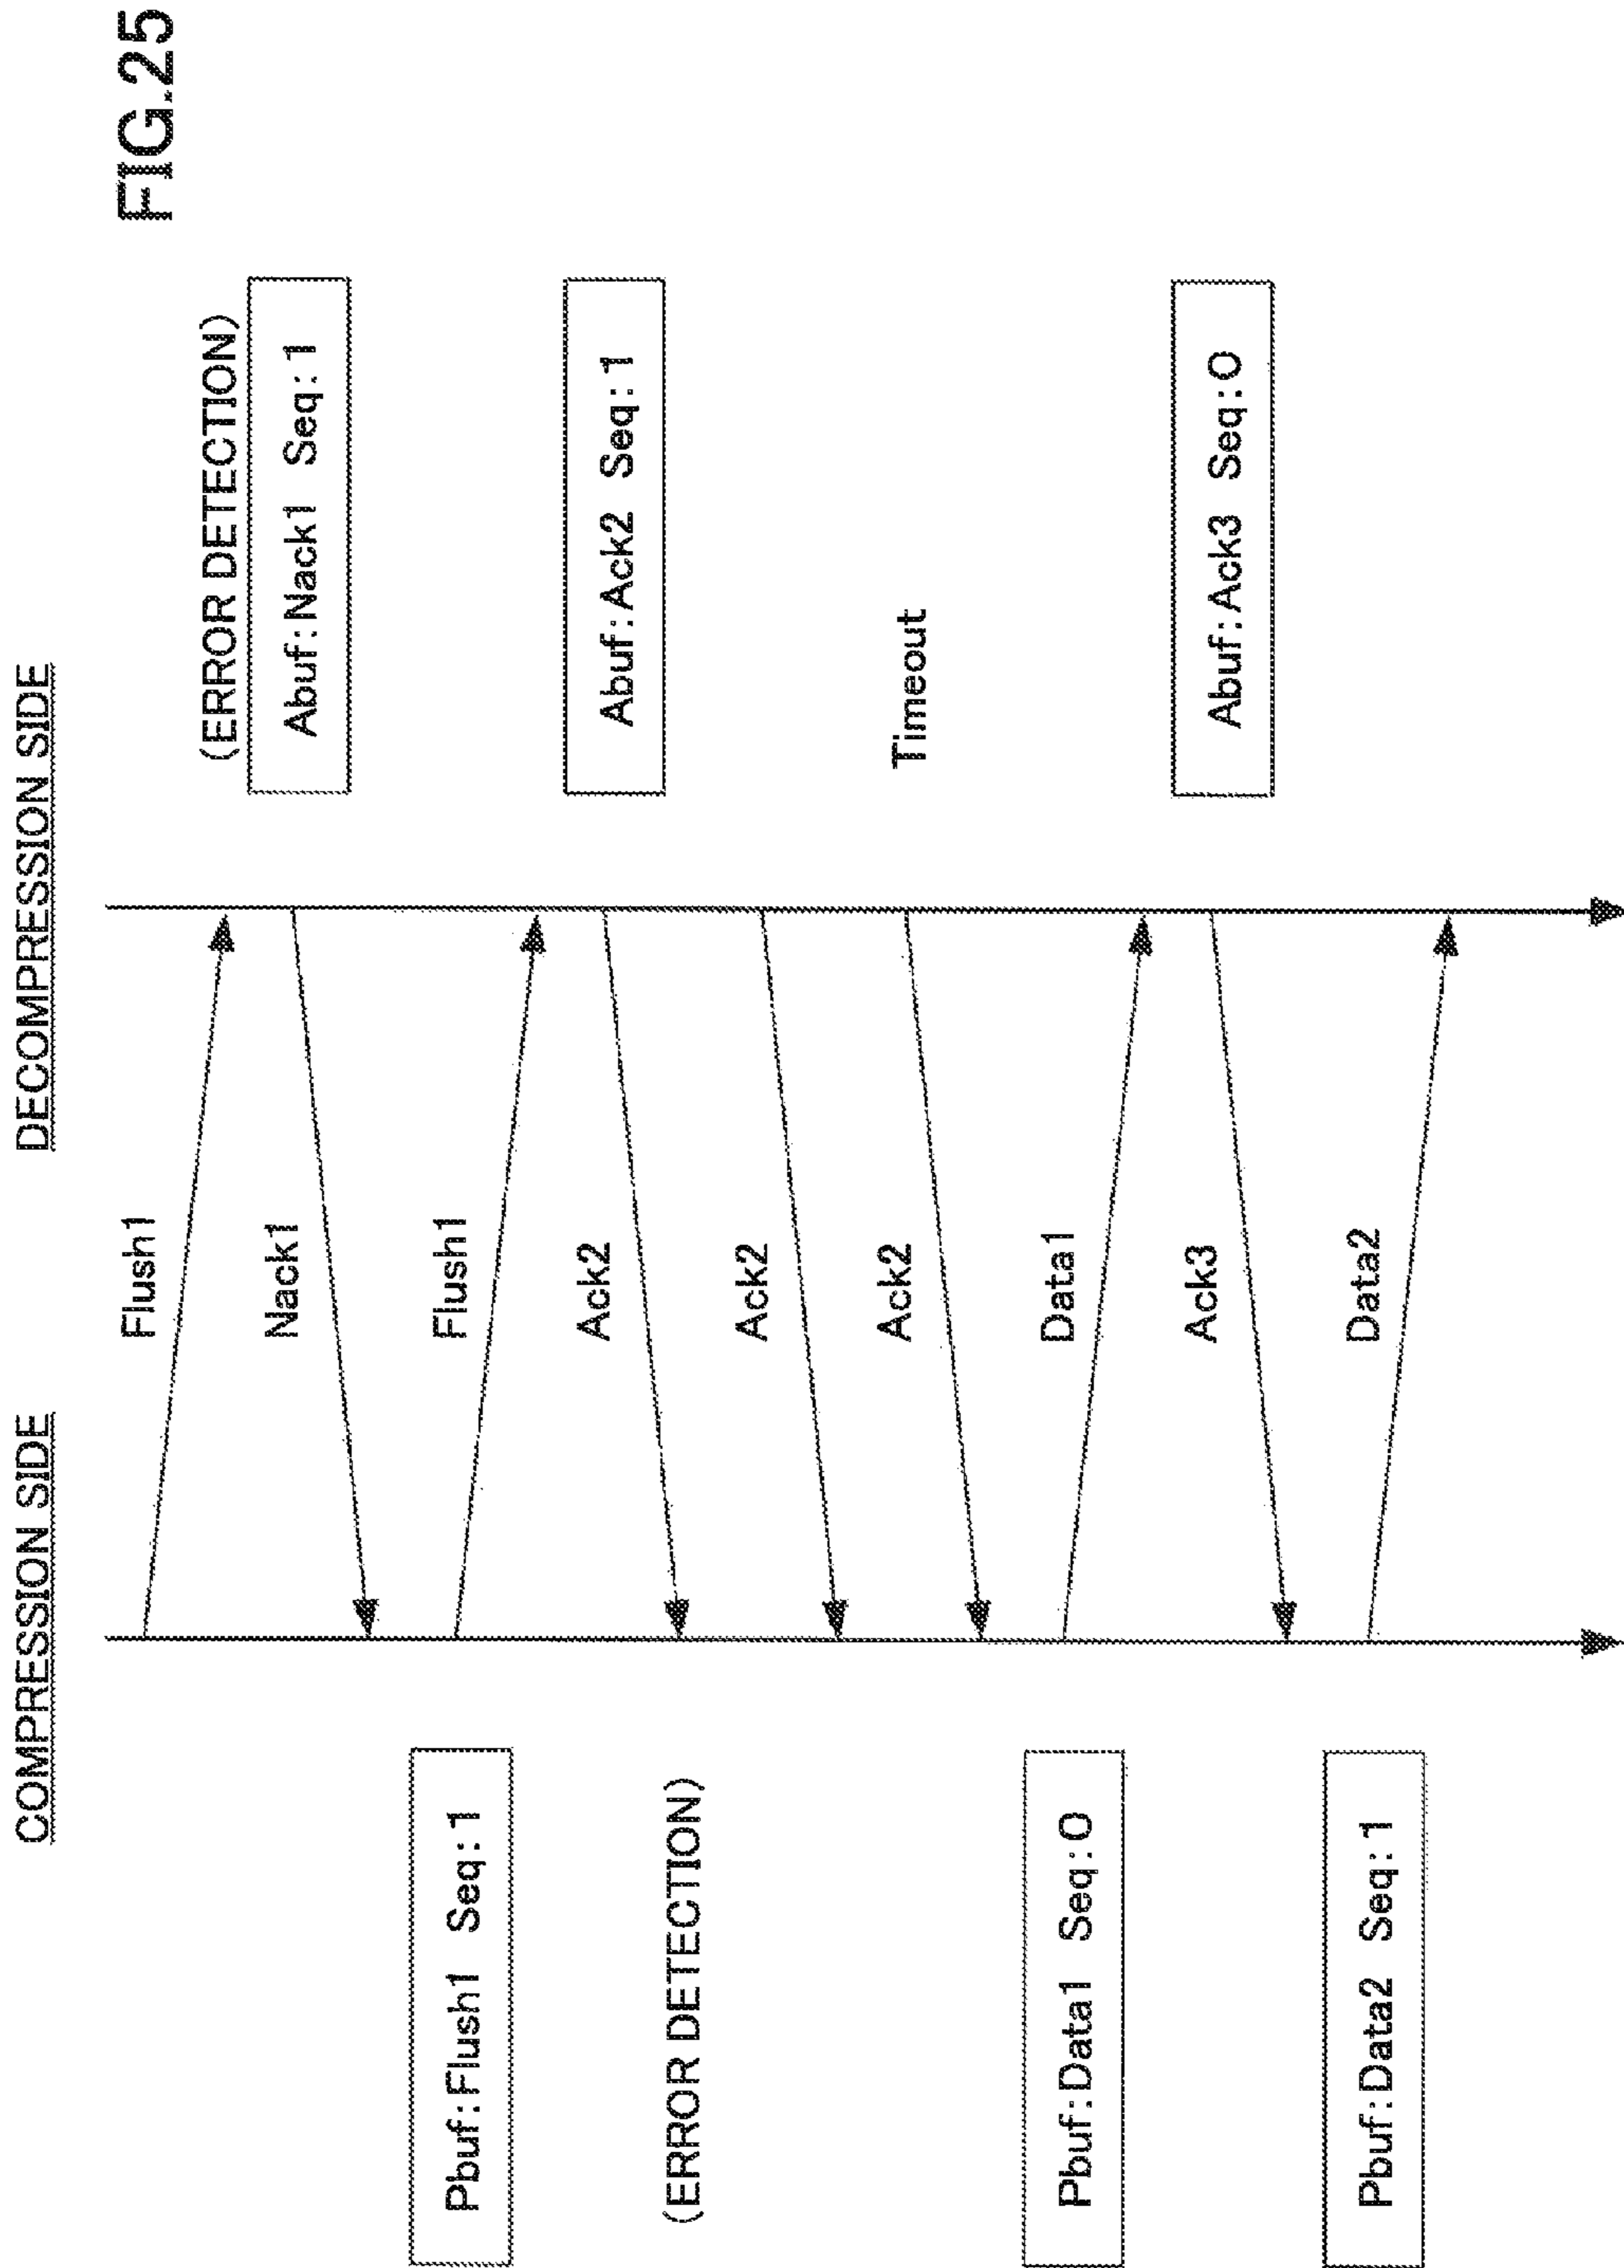 FIG.25
COMPRESSION SIDE
DECOMPRESSION SIDE
Flush1
(ERROR DETECTION)
Nack1
Abuf:Nack1 Seq:1
Pbuf:Flush1 Seq:1
Flush1
Ack2
Abuf:Ack2 Seq:1
(ERROR DETECTION)
Ack2
Ack2
Timeout
Pbuf:Data1 Seq:0
Data1
Ack3
Abuf:Ack3 Seq:0
Pbuf:Data2 Seq:1
Data2